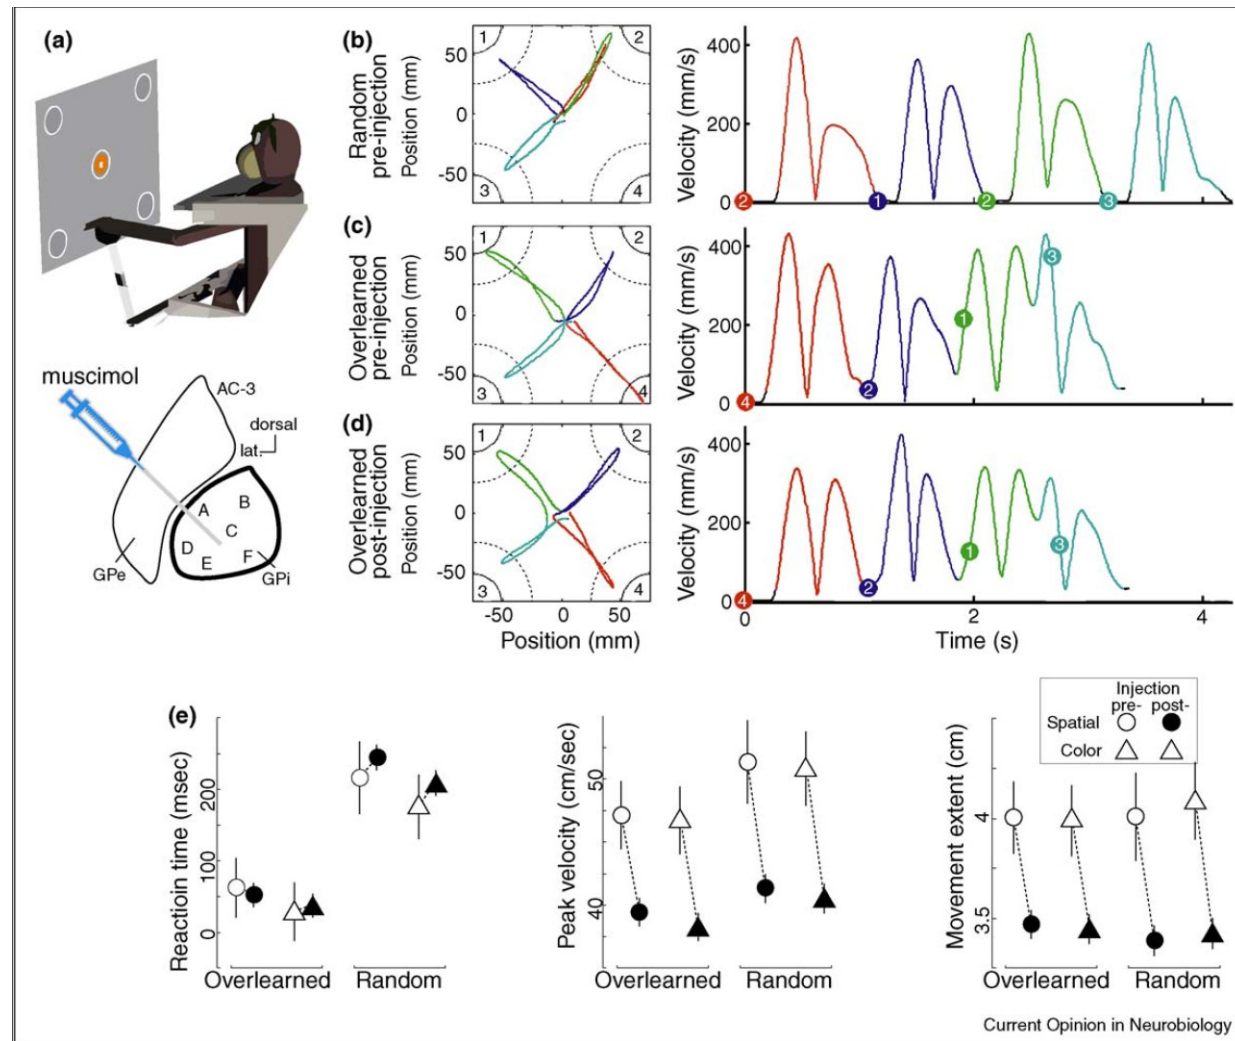 (a)
muscimol
AC-3
dorsal
lat.
A
B
C
D
E
F
GPe
GPi
(b)
Random
pre-injection
Position (mm)
50
0
-50
1
2
3
4
Velocity (mm/s)
400
200
0
2
1
2
3
(c)
Overlearned
pre-injection
Position (mm)
50
0
-50
1
2
3
4
Velocity (mm/s)
400
200
0
4
2
1
3
(d)
Overlearned
post-injection
Position (mm)
50
0
-50
1
2
3
4
-50
0
50
Position (mm)
Velocity (mm/s)
400
200
0
4
2
1
3
0
2
4
Time (s)
(e)
Reactioin time (msec)
200
100
0
Overlearned
Random
Peak velocity (cm/sec)
50
40
Overlearned
Random
Movement extent (cm)
4
3.5
Overlearned
Random
Injection
pre- post-
Spatial
Color
Current Opinion in Neurobiology